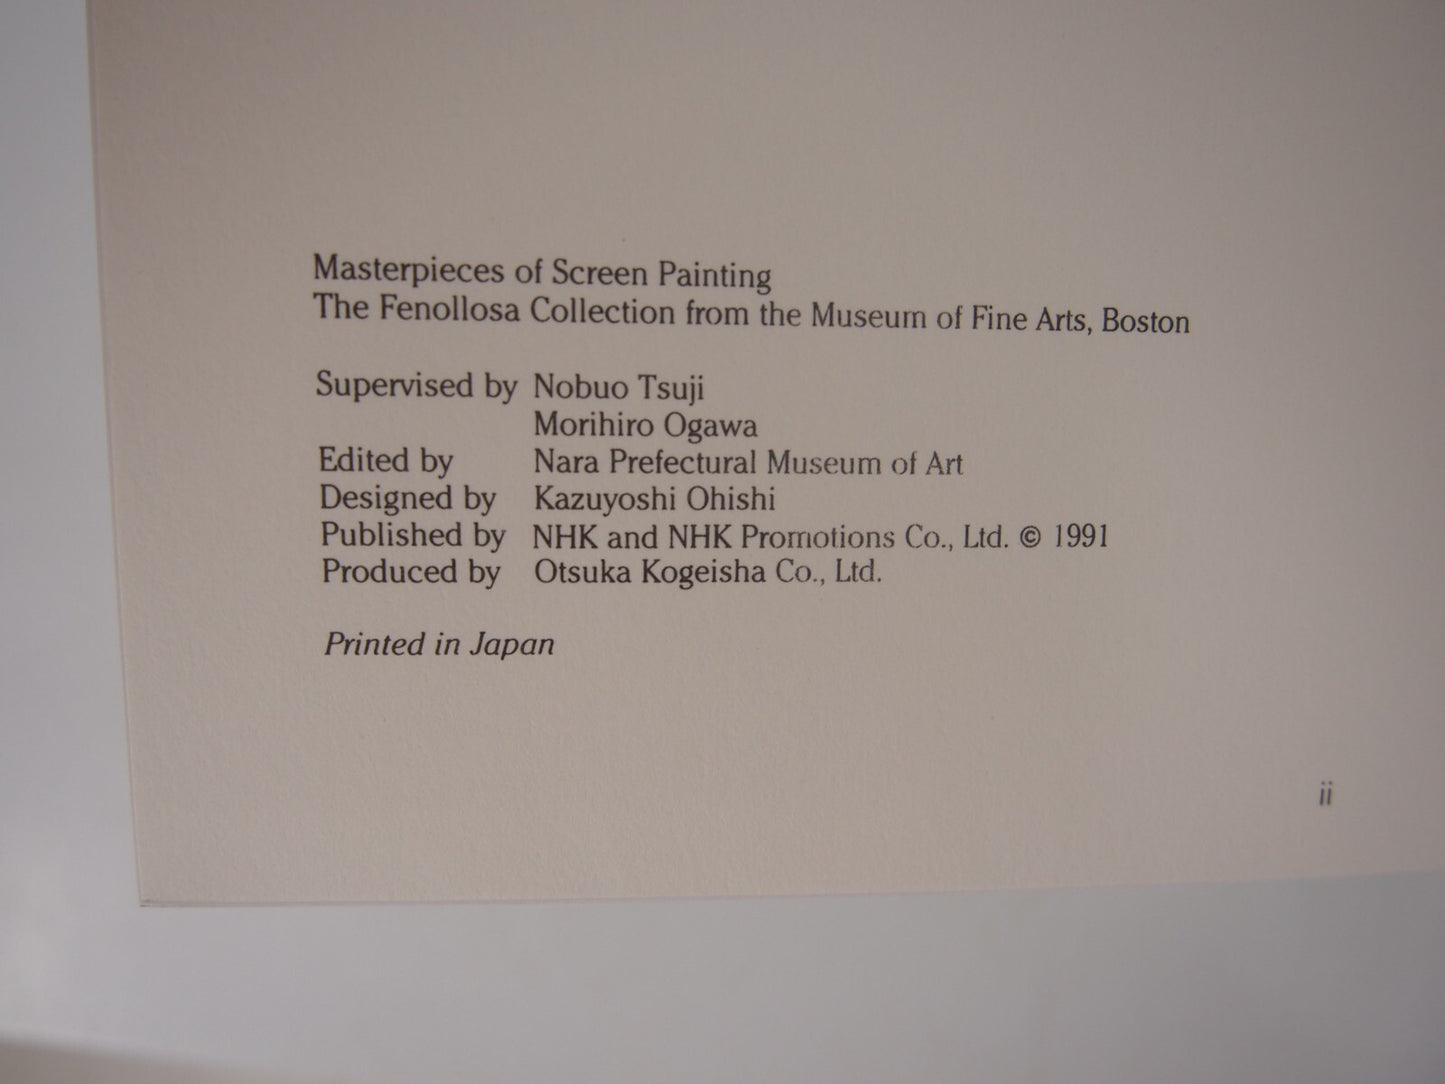 Masterpieces of Screen Painting
The Fenollosa Collection from the Museum of Fine Arts, Boston
Supervised by Nobuo Tsuji
Morihiro Ogawa
Edited by Nara Prefectural Museum of Art
Designed by Kazuyoshi Ohishi
Published by NHK and NHK Promotions Co., Ltd. © 1991
Produced by Otsuka Kogeisha Co., Ltd.
Printed in Japan
ii